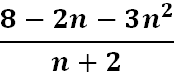 8 − 2n − 3n²
n + 2